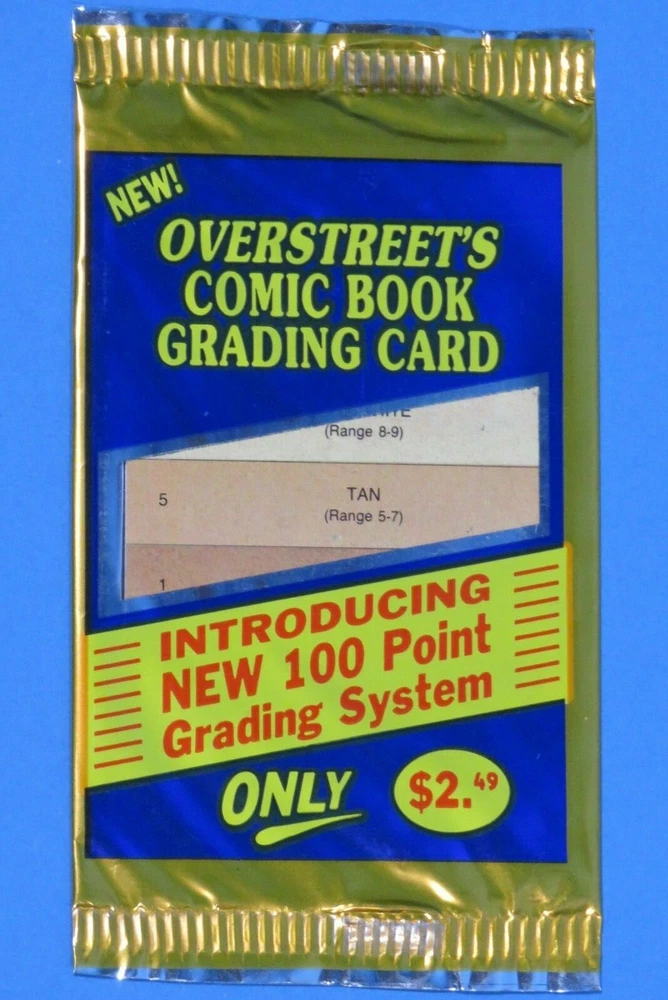 NEW!
OVERSTREET'S
COMIC BOOK
GRADING CARD
(Range 8-9)
5 TAN
(Range 5-7)
1
INTRODUCING
NEW 100 Point
Grading System
ONLY $2.49